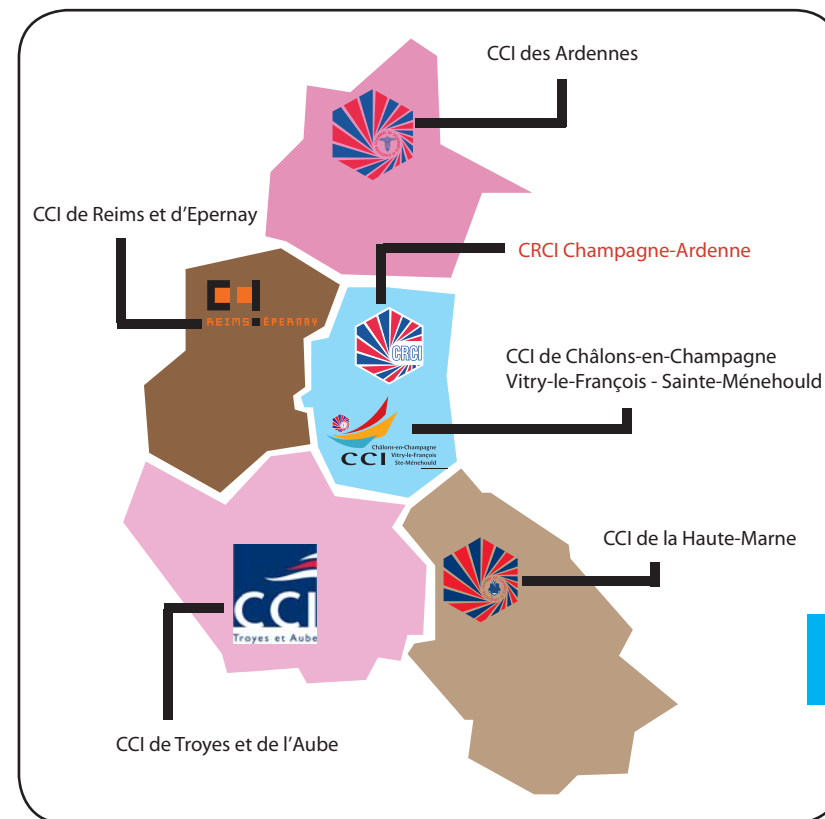 CCI des Ardennes
CCI de Reims et d'Epernay
CRCI Champagne-Ardenne
REIMS ÉPERNAY
CRCI
CCI de Châlons-en-Champagne
Vitry-le-François - Sainte-Ménehould
Châlons-en-Champagne
Vitry-le-François
CCI Ste-Ménehould
CCI de la Haute-Marne
CCI
Troyes et Aube
CCI de Troyes et de l'Aube